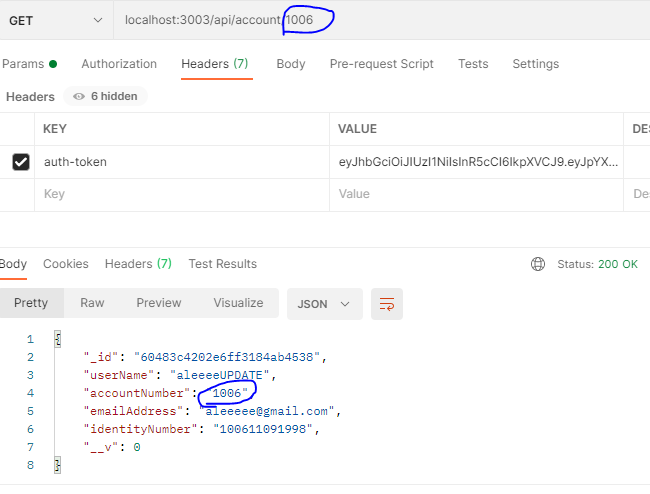 GET localhost:3003/api/account/1006
Params Authorization Headers (7) Body Pre-request Script Tests Settings
Headers 6 hidden
KEY VALUE DES
auth-token eyJhbGciOiJIUzI1NiIsInR5cCI6IkpXVCJ9.eyJpYX...
Key Value Des
Body Cookies Headers (7) Test Results Status: 200 OK
Pretty Raw Preview Visualize JSON
1 {
2 "_id": "60483c4202e6ff3184ab4538",
3 "userName": "aleeeeUPDATE",
4 "accountNumber": "1006",
5 "emailAddress": "aleeeee@gmail.com",
6 "identityNumber": "100611091998",
7 "__v": 0
8 }